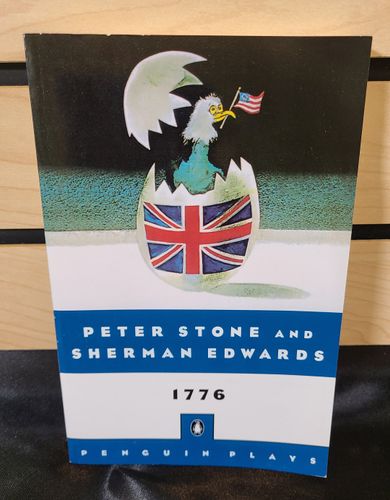 PETER STONE AND
SHERMAN EDWARDS
1776
PENGUIN PLAYS